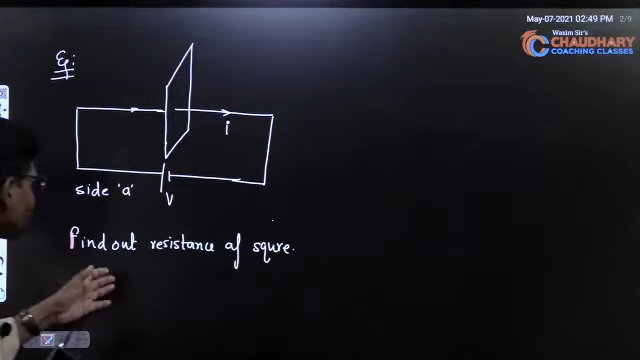 May-07-2021 02:49 PM 2/9
Wasim Sir's
CHAUDHARY
COACHING CLASSES
Eg:
i
side 'a'
V
Find out resistance of squre.